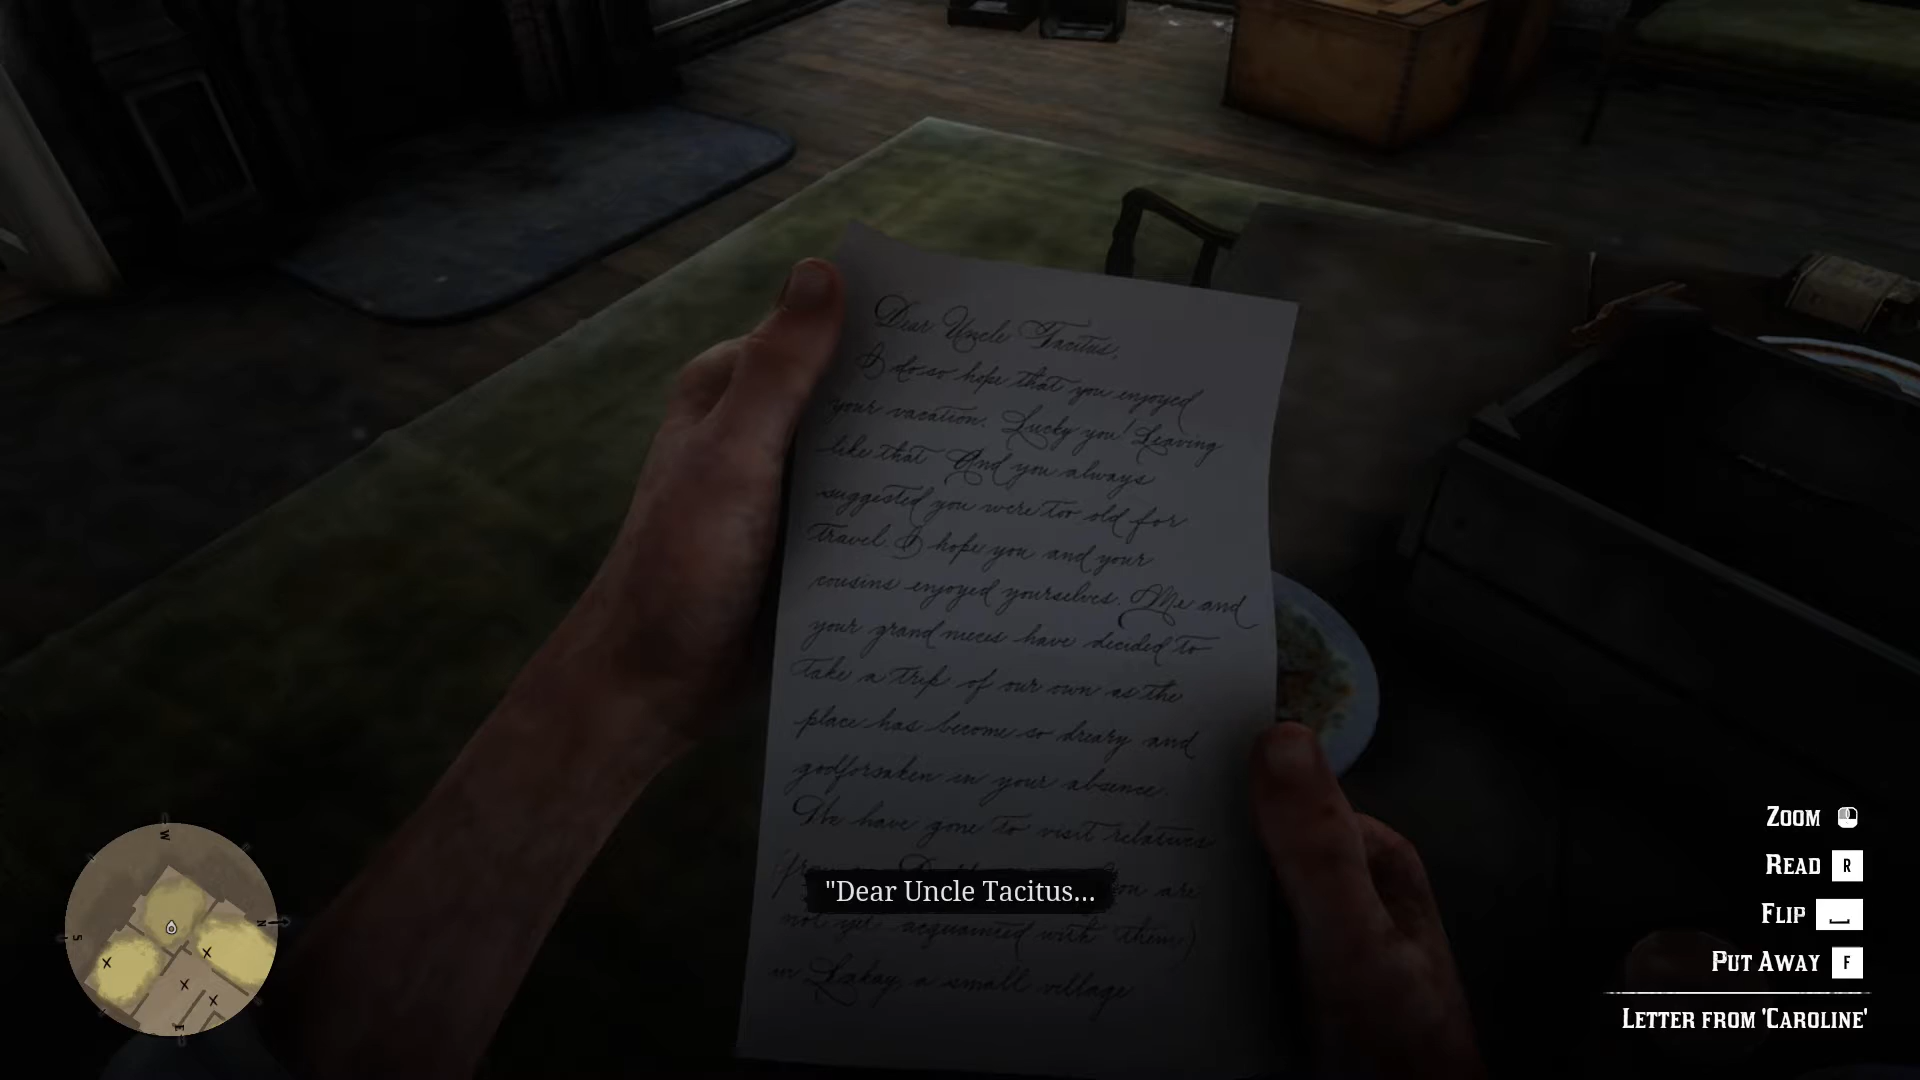 Dear Uncle Tacitus,
I do so hope that you enjoyed
your vacation. Lucky you! Leaving
like that. And you always
suggested you were too old for
travel. I hope you and your
cousins enjoyed yourselves. Me and
your grand nieces have decided to
take a trip of our own as the
place has become so dreary and
godforsaken in your absence.
We have gone to visit relatives
you are
"Dear Uncle Tacitus...
not yet acquainted with them)
in Lakay, a small village
ZOOM
READ R
FLIP
PUT AWAY F
LETTER FROM 'CAROLINE'
W
N
S
E